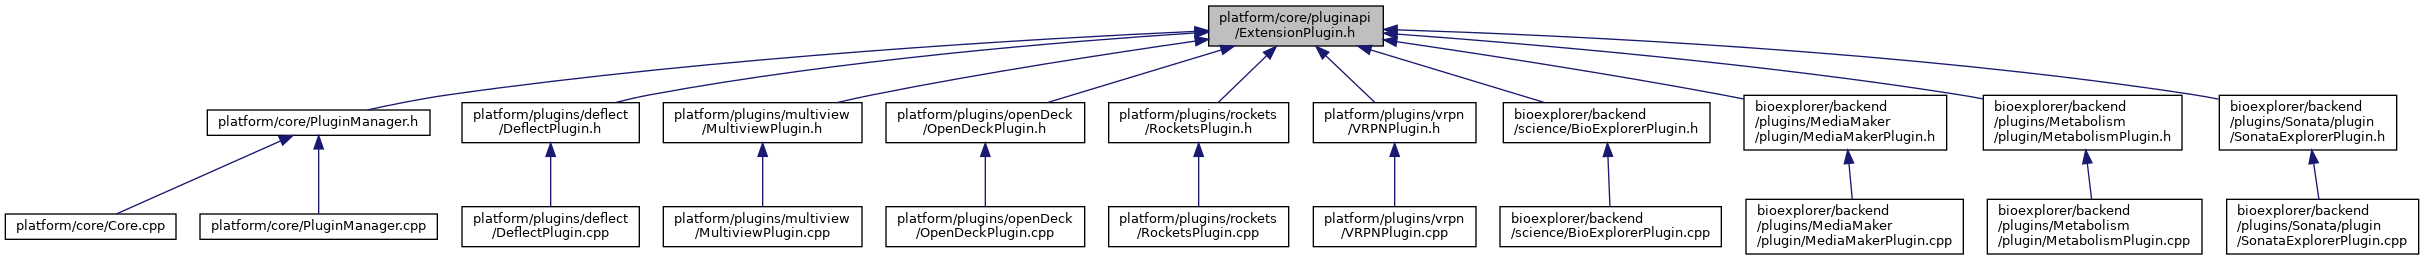 platform/core/pluginapi
/ExtensionPlugin.h
platform/core/PluginManager.h
platform/plugins/deflect
/DeflectPlugin.h
platform/plugins/multiview
/MultiviewPlugin.h
platform/plugins/openDeck
/OpenDeckPlugin.h
platform/plugins/rockets
/RocketsPlugin.h
platform/plugins/vrpn
/VRPNPlugin.h
bioexplorer/backend
/science/BioExplorerPlugin.h
bioexplorer/backend
/plugins/MediaMaker
/plugin/MediaMakerPlugin.h
bioexplorer/backend
/plugins/Metabolism
/plugin/MetabolismPlugin.h
bioexplorer/backend
/plugins/Sonata/plugin
/SonataExplorerPlugin.h
platform/core/Core.cpp
platform/core/PluginManager.cpp
platform/plugins/deflect
/DeflectPlugin.cpp
platform/plugins/multiview
/MultiviewPlugin.cpp
platform/plugins/openDeck
/OpenDeckPlugin.cpp
platform/plugins/rockets
/RocketsPlugin.cpp
platform/plugins/vrpn
/VRPNPlugin.cpp
bioexplorer/backend
/science/BioExplorerPlugin.cpp
bioexplorer/backend
/plugins/MediaMaker
/plugin/MediaMakerPlugin.cpp
bioexplorer/backend
/plugins/Metabolism
/plugin/MetabolismPlugin.cpp
bioexplorer/backend
/plugins/Sonata/plugin
/SonataExplorerPlugin.cpp